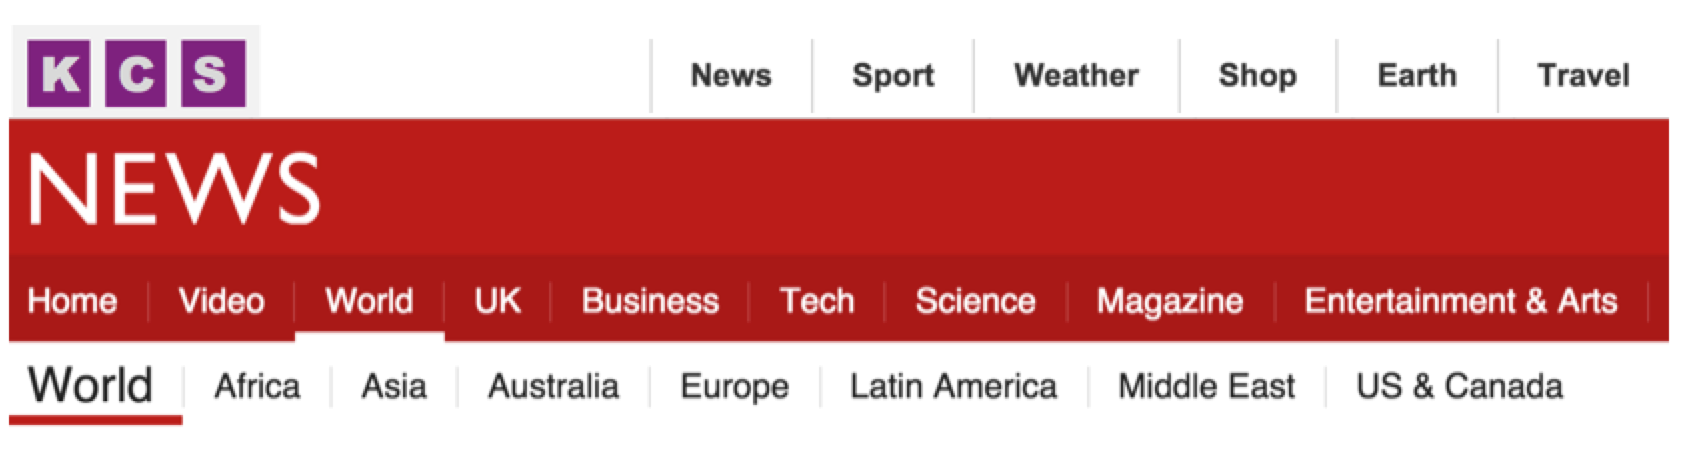 K C S News Sport Weather Shop Earth Travel
NEWS
Home Video World UK Business Tech Science Magazine Entertainment & Arts
World Africa Asia Australia Europe Latin America Middle East US & Canada